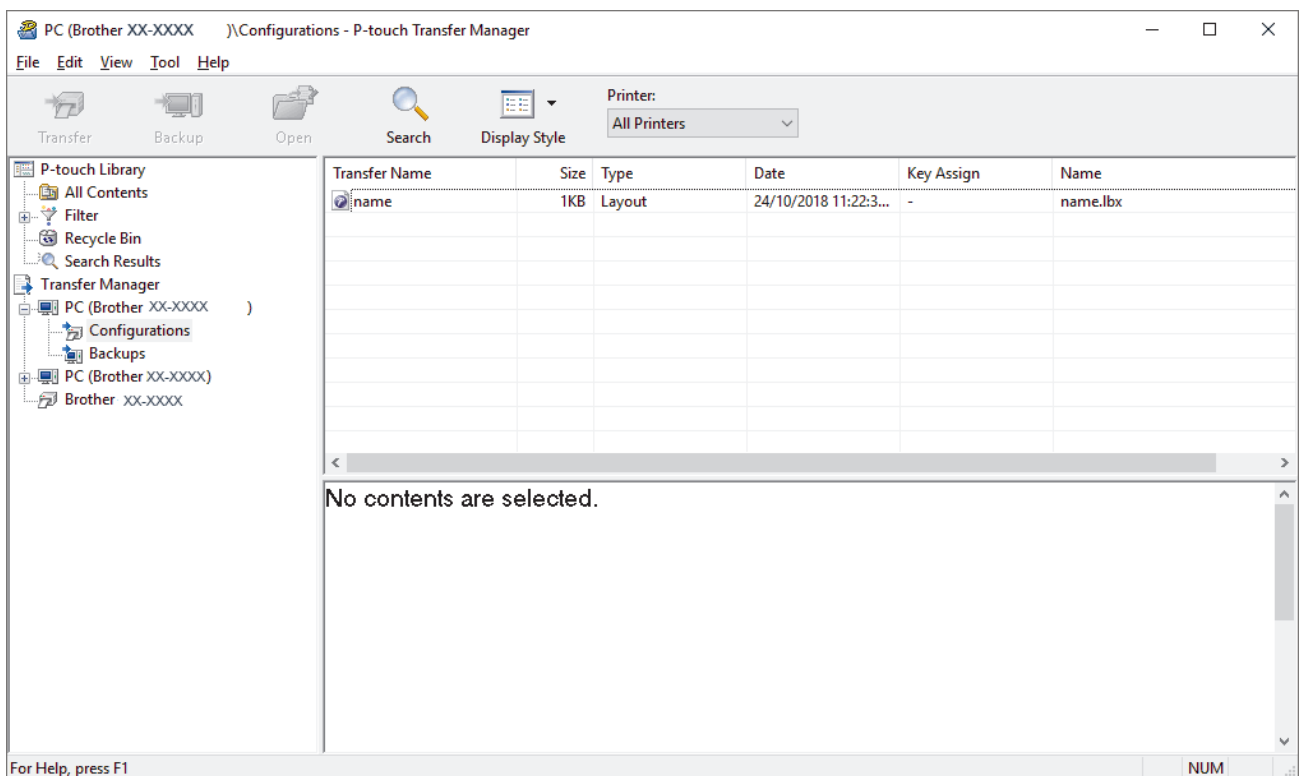 PC (Brother XX-XXXX )\Configurations - P-touch Transfer Manager
File Edit View Tool Help
Transfer Backup Open Search Display Style
Printer:
All Printers
P-touch Library
All Contents
Filter
Recycle Bin
Search Results
Transfer Manager
PC (Brother XX-XXXX )
Configurations
Backups
PC (Brother XX-XXXX)
Brother XX-XXXX
Transfer Name Size Type Date Key Assign Name
name 1KB Layout 24/10/2018 11:22:3... - name.lbx
No contents are selected.
For Help, press F1 NUM